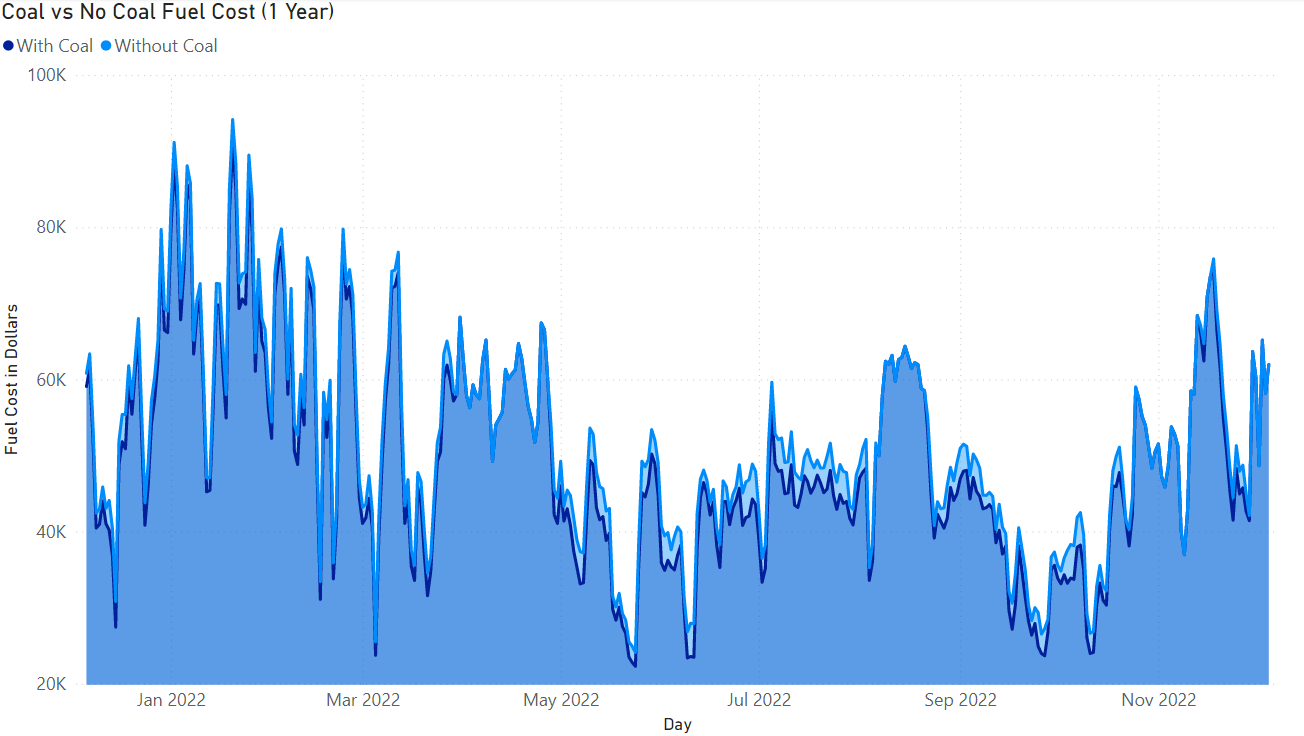 Coal vs No Coal Fuel Cost (1 Year)
With Coal Without Coal
100K
80K
60K
40K
20K
Fuel Cost in Dollars
Jan 2022 Mar 2022 May 2022 Jul 2022 Sep 2022 Nov 2022
Day